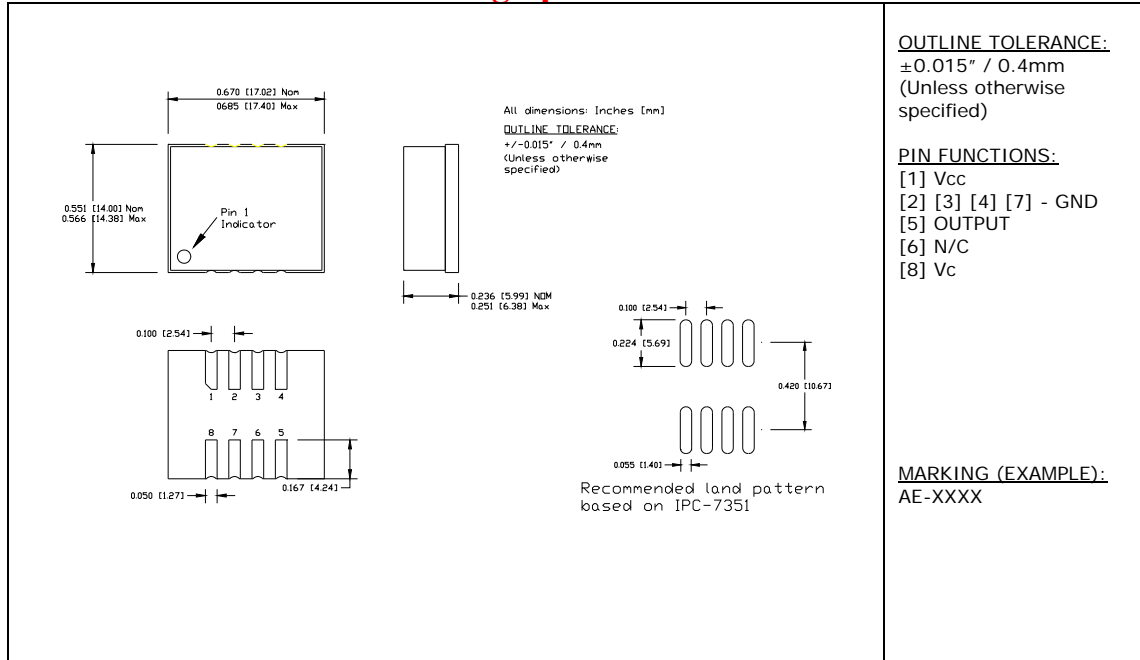 0.670 [17.02] Nom
0685 [17.40] Max
0.551 [14.00] Nom
0.566 [14.38] Max
Pin 1
Indicator
All dimensions: Inches [mm]
OUTLINE TOLERANCE:
+/-0.015" / 0.4mm
(Unless otherwise
specified)
0.236 [5.99] NOM
0.251 [6.38] Max
0.100 [2.54]
1 2 3 4
8 7 6 5
0.050 [1.27]
0.167 [4.24]
0.100 [2.54]
0.224 [5.69]
0.420 [10.67]
0.055 [1.40]
Recommended land pattern
based on IPC-7351
OUTLINE TOLERANCE:
±0.015" / 0.4mm
(Unless otherwise
specified)
PIN FUNCTIONS:
[1] Vcc
[2] [3] [4] [7] - GND
[5] OUTPUT
[6] N/C
[8] Vc
MARKING (EXAMPLE):
AE-XXXX